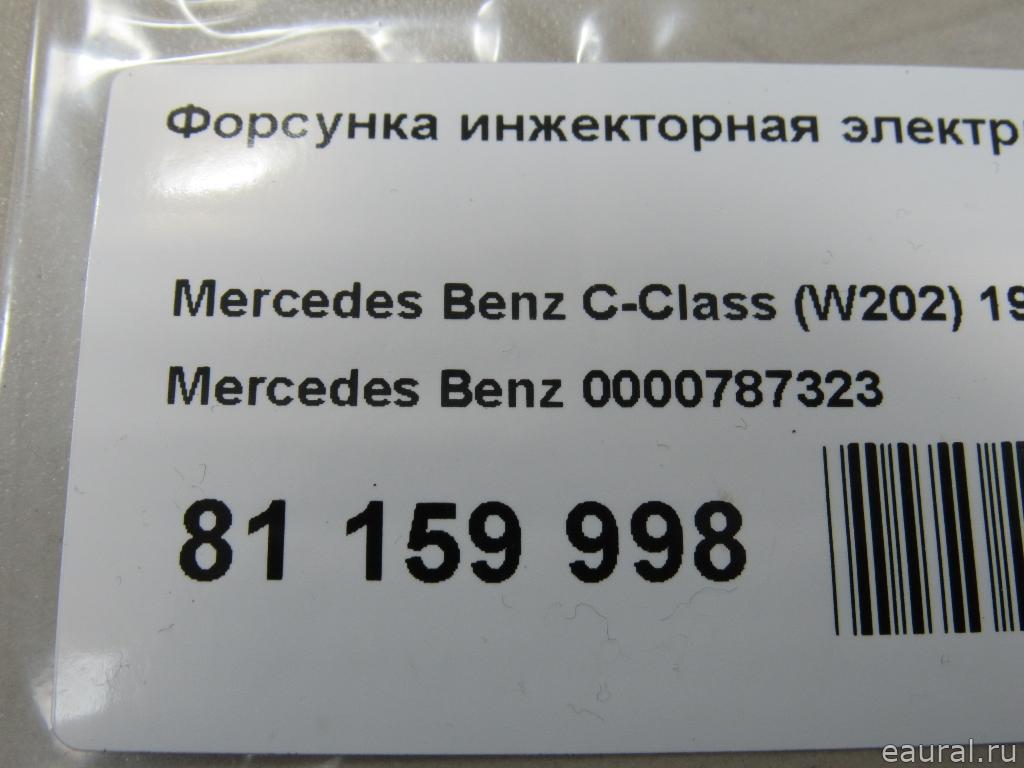 Форсунка инжекторная электр
Mercedes Benz C-Class (W202) 19
Mercedes Benz 0000787323
81 159 998
eaural.ru